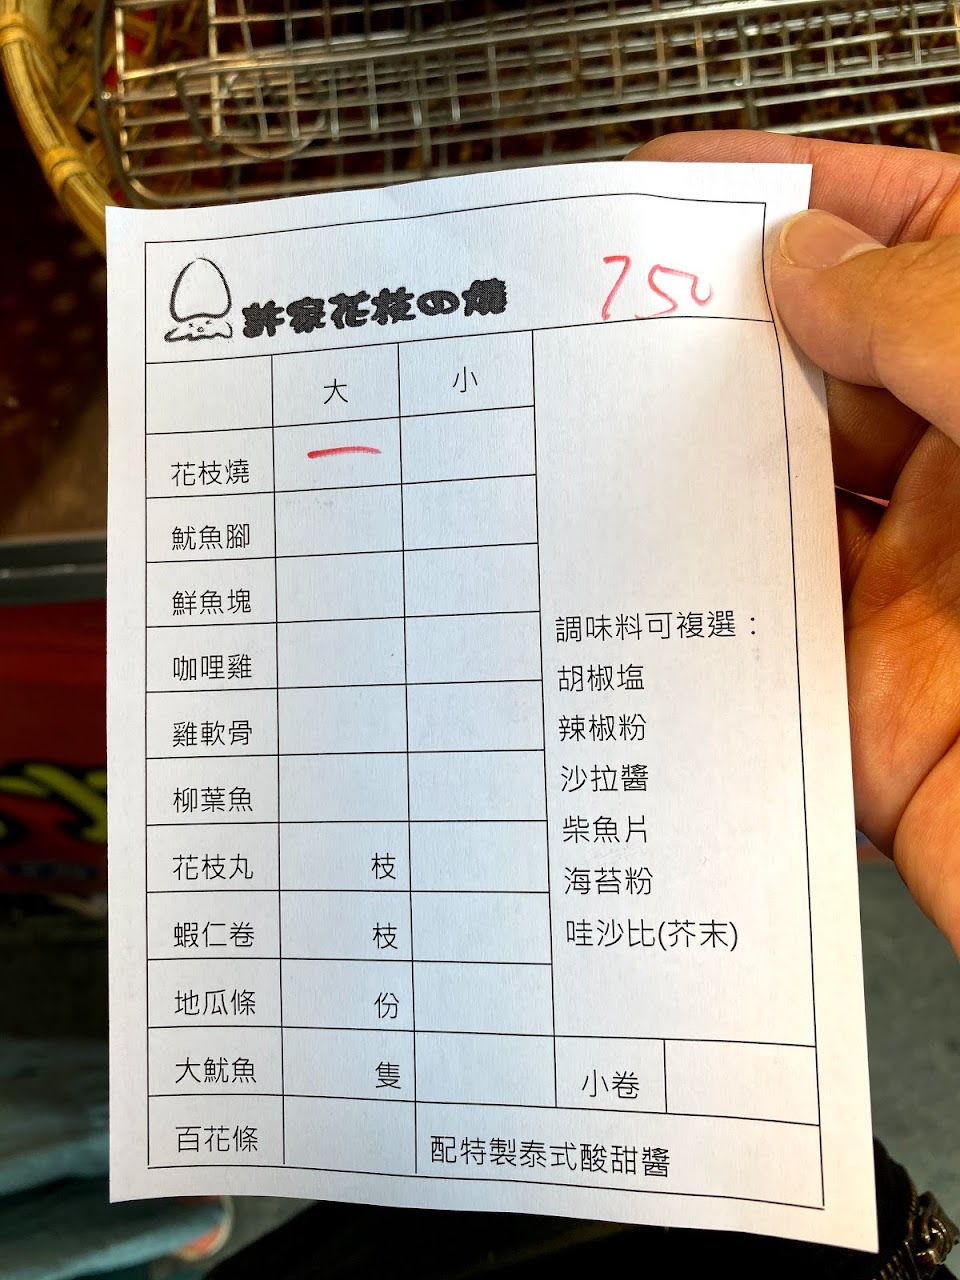 許家花枝の燒
750
大 小
花枝燒 一
魷魚腳
鮮魚塊
咖哩雞
雞軟骨
柳葉魚
花枝丸 枝
蝦仁卷 枝
地瓜條 份
大魷魚 隻 小卷
百花條 配特製泰式酸甜醬
調味料可複選：
胡椒塩
辣椒粉
沙拉醬
柴魚片
海苔粉
哇沙比(芥末)